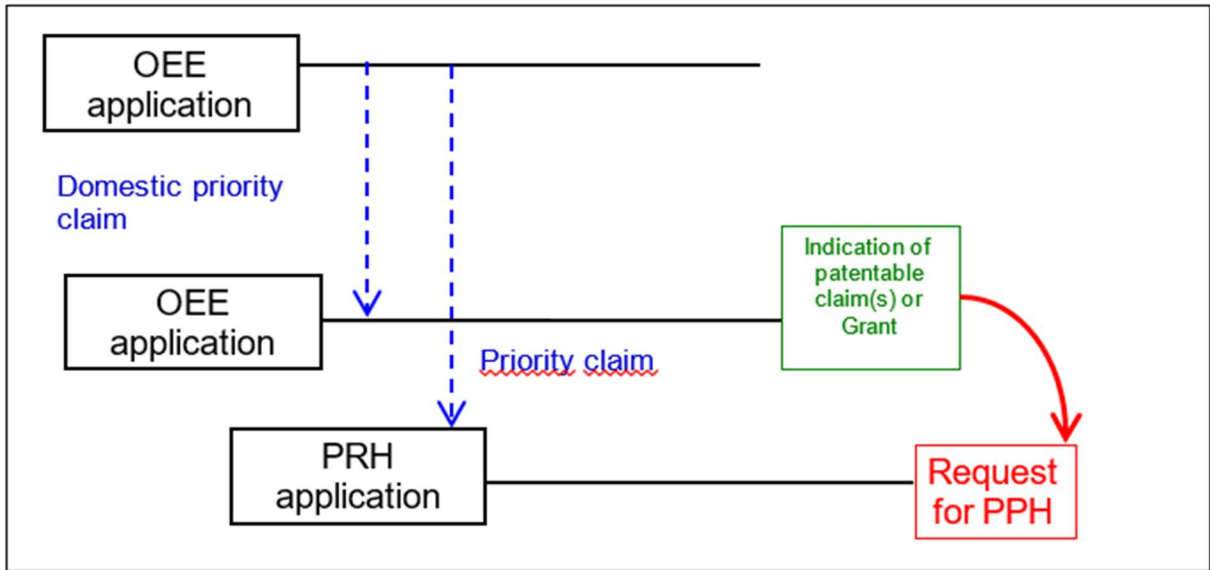 OEE
application
Domestic priority
claim
OEE
application
Indication of
patentable
claim(s) or
Grant
Priority claim
PRH
application
Request
for PPH